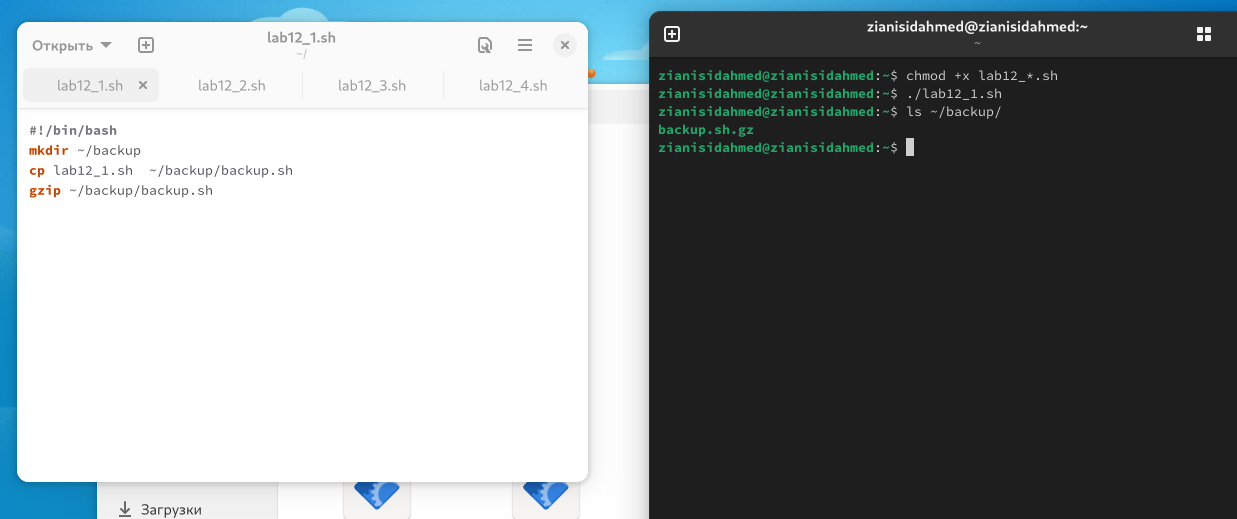 Открыть
lab12_1.sh
~/
lab12_1.sh
lab12_2.sh
lab12_3.sh
lab12_4.sh
#!/bin/bash
mkdir ~/backup
cp lab12_1.sh  ~/backup/backup.sh
gzip ~/backup/backup.sh
Загрузки
zianisidahmed@zianisidahmed:~
~
zianisidahmed@zianisidahmed:~$ chmod +x lab12_*.sh
zianisidahmed@zianisidahmed:~$ ./lab12_1.sh
zianisidahmed@zianisidahmed:~$ ls ~/backup/
backup.sh.gz
zianisidahmed@zianisidahmed:~$